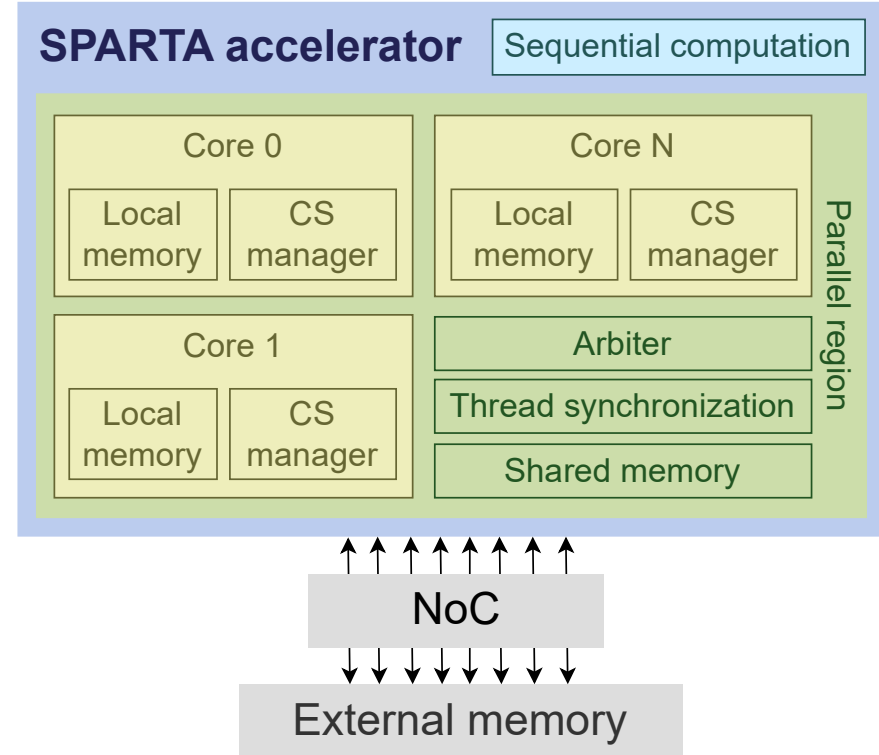 SPARTA accelerator
Sequential computation
Core 0
Local
memory
CS
manager
Core N
Local
memory
CS
manager
Core 1
Local
memory
CS
manager
Arbiter
Thread synchronization
Shared memory
Parallel region
NoC
External memory